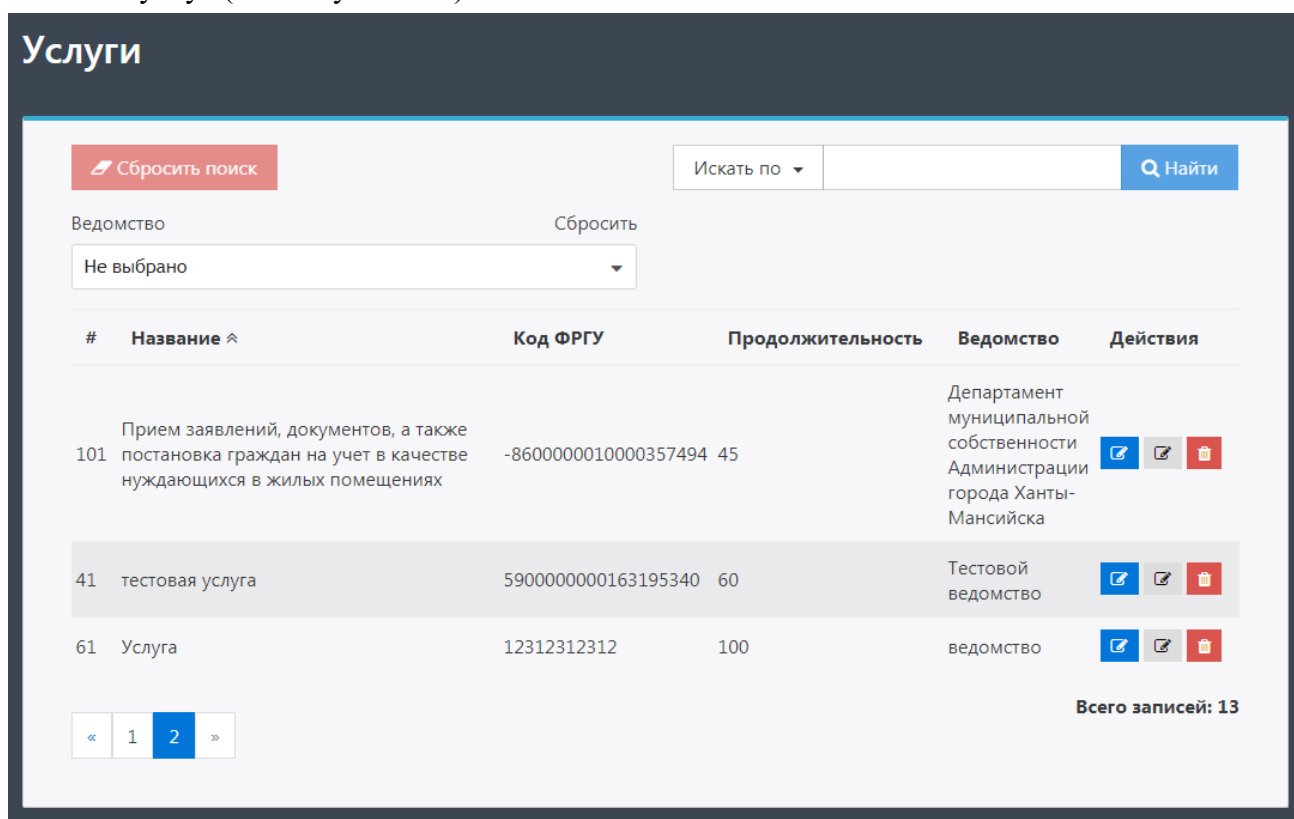 Услуги
Сбросить поиск
Искать по
Найти
Ведомство
Сбросить
Не выбрано
# Название Код ФРГУ Продолжительность Ведомство Действия
Департамент
муниципальной
Прием заявлений, документов, а также
собственности
101 постановка граждан на учет в качестве -8600000010000357494 45
Администрации
нуждающихся в жилых помещениях
города Ханты-
Мансийска
41 тестовая услуга 5900000000163195340 60 Тестовой
ведомство
61 Услуга 12312312312 100 ведомство
Всего записей: 13
« 1 2 »